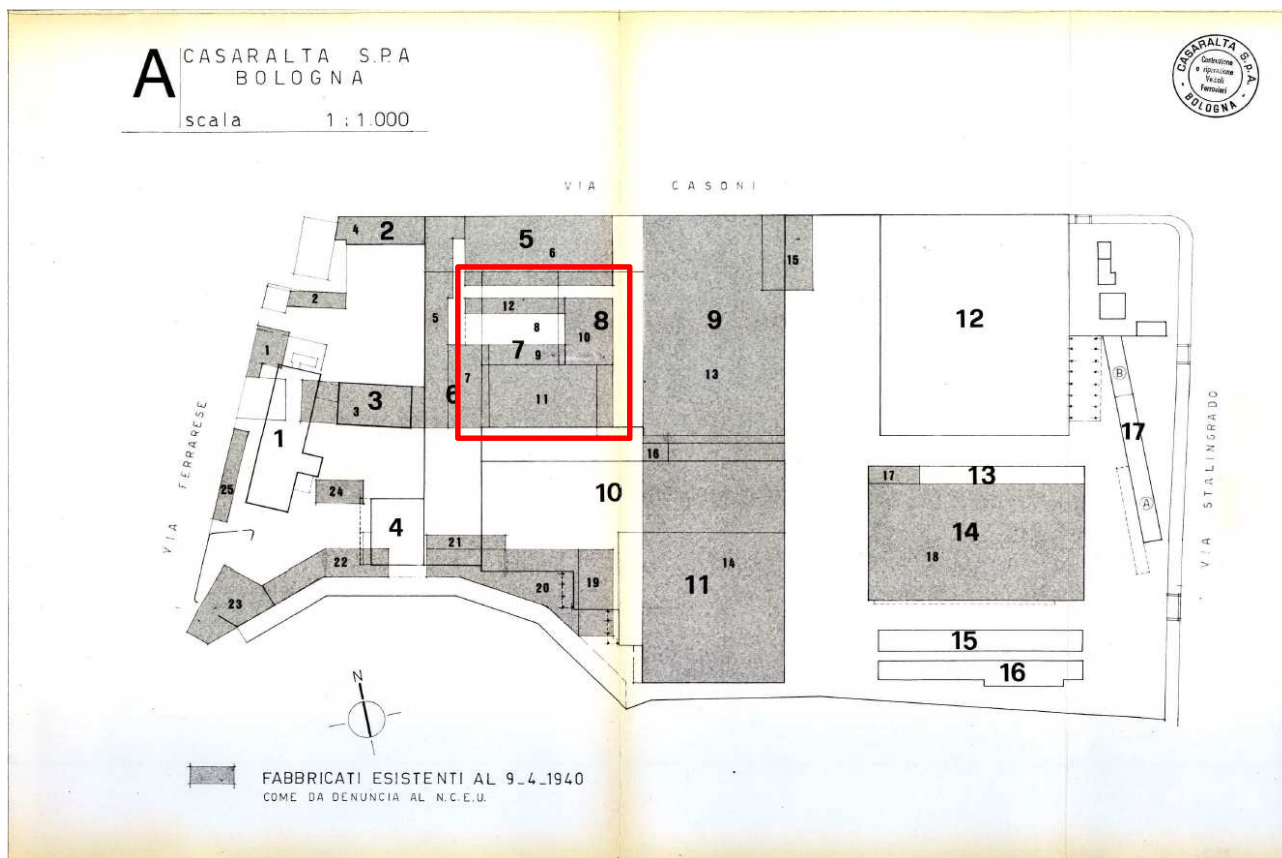 A
CASARALTA S.P.A
BOLOGNA
scala 1:1.000
CASARALTA S.p.A.
Costruzione
e riparazione
Veicoli
Ferroviari
- BOLOGNA -
VIA CASONI
4 2
5
6
15
2
12
8
8
9
12
5
10
1
7
9
13
B
3
3
6
7
11
17
1
16
VIA FERRARESE
25
24
10
17
13
A
VIA STALINGRADO
4
14
18
21
22
20
19
11
14
23
15
16
N
FABBRICATI ESISTENTI AL 9_4_1940
COME DA DENUNCIA AL N.C.E.U.